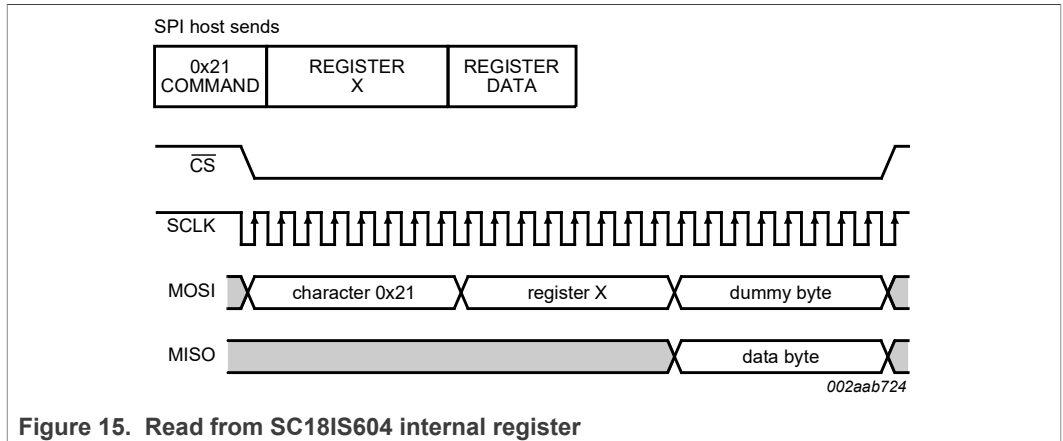 SPI host sends
0x21
COMMAND
REGISTER
X
REGISTER
DATA
CS
SCLK
MOSI
character 0x21
register X
dummy byte
MISO
data byte
002aab724
Figure 15. Read from SC18IS604 internal register